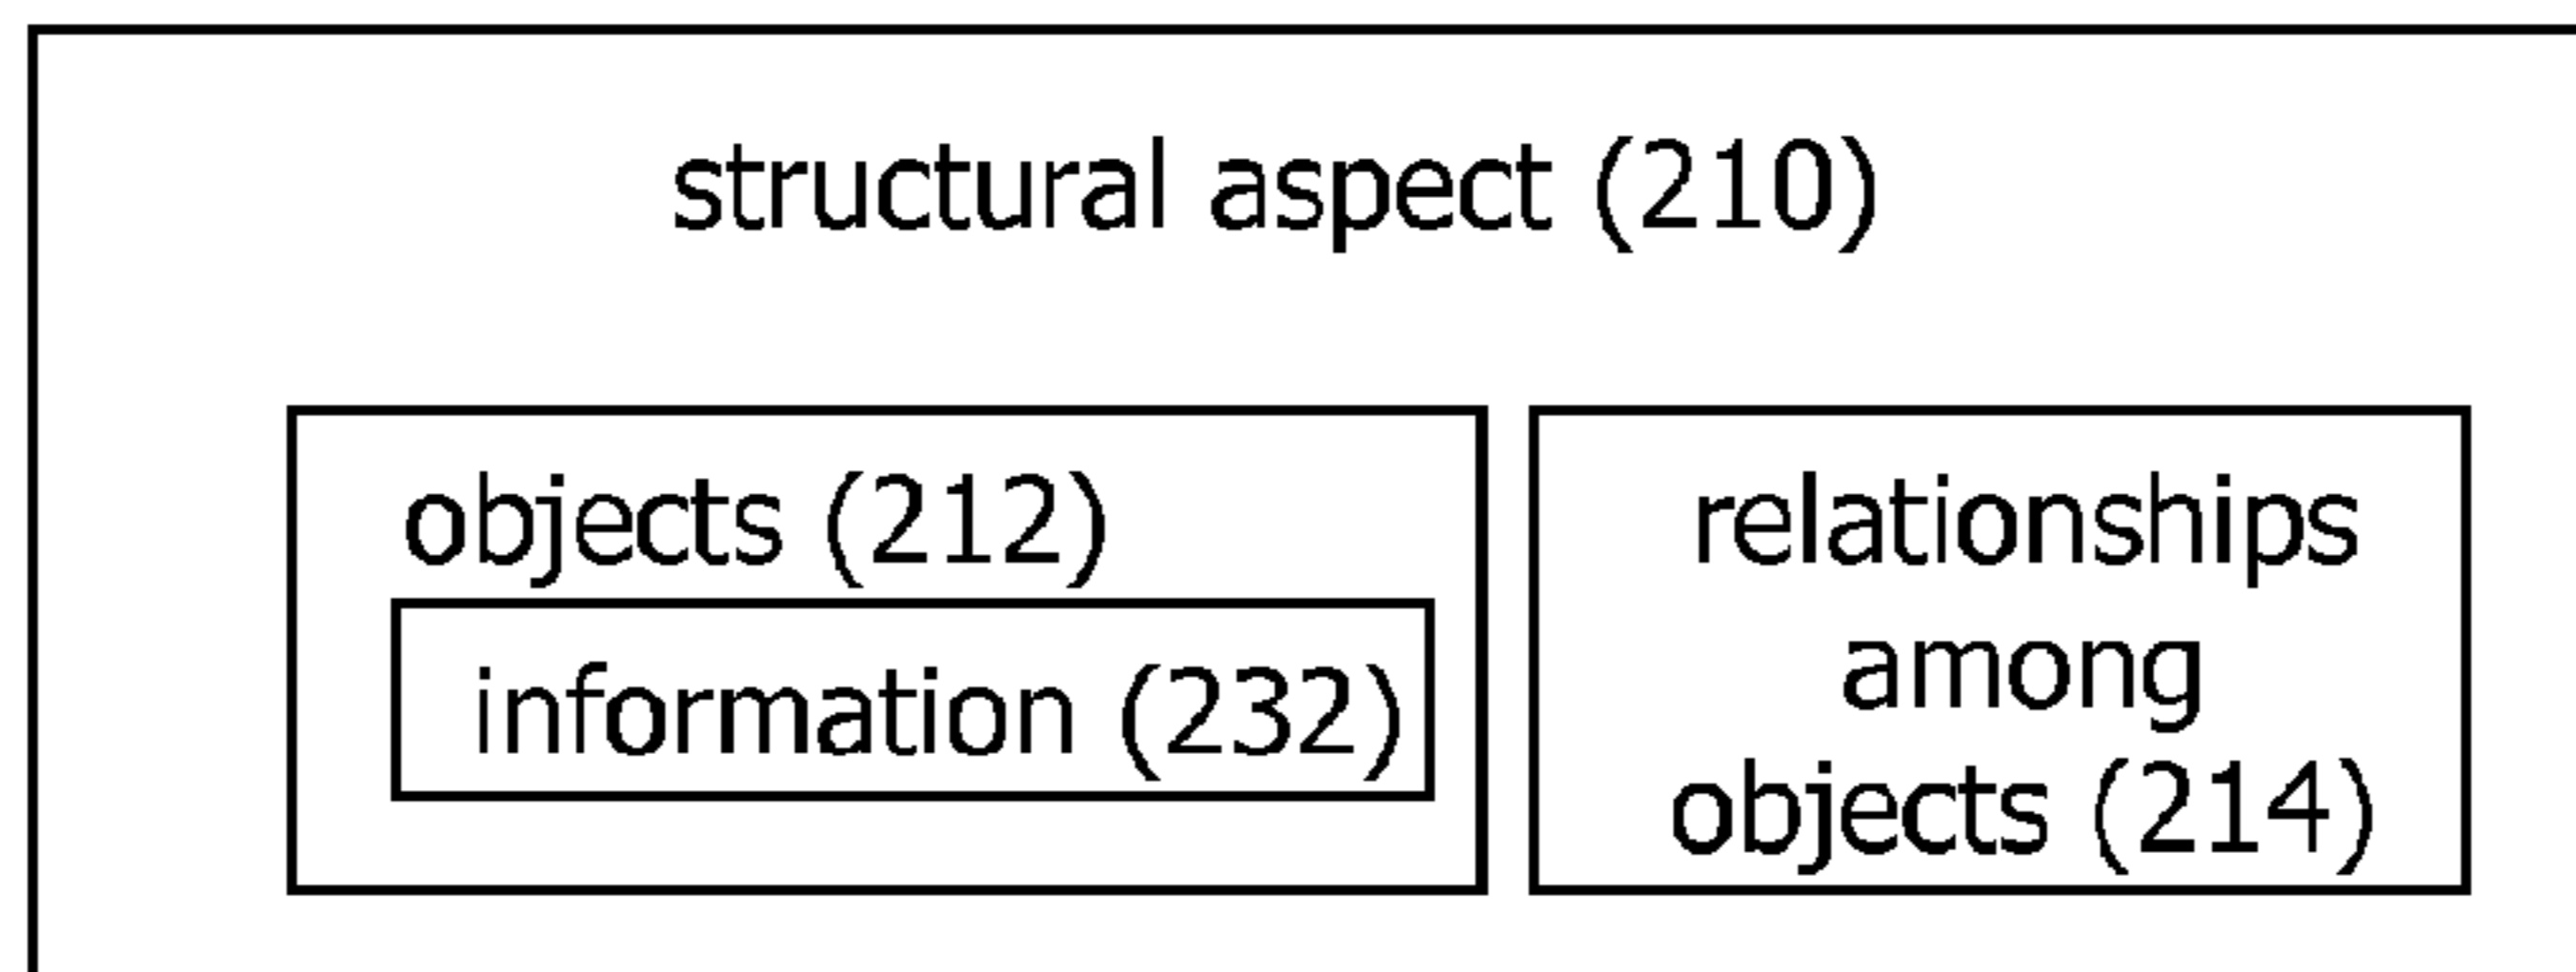 structural aspect (210)
objects (212)
information (232)
relationships
among
objects (214)